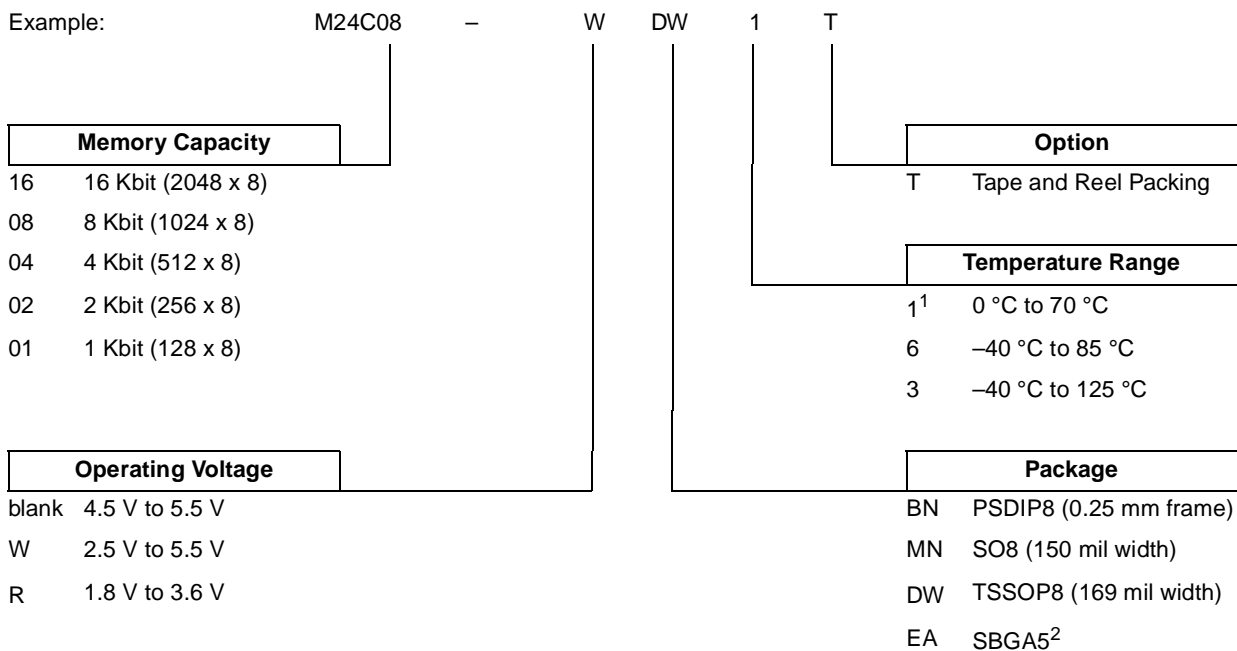 Example: M24C08 – W DW 1 T
Memory Capacity
16 16 Kbit (2048 x 8)
08 8 Kbit (1024 x 8)
04 4 Kbit (512 x 8)
02 2 Kbit (256 x 8)
01 1 Kbit (128 x 8)
Option
T Tape and Reel Packing
Temperature Range
1¹ 0 °C to 70 °C
6 –40 °C to 85 °C
3 –40 °C to 125 °C
Operating Voltage
blank 4.5 V to 5.5 V
W 2.5 V to 5.5 V
R 1.8 V to 3.6 V
Package
BN PSDIP8 (0.25 mm frame)
MN SO8 (150 mil width)
DW TSSOP8 (169 mil width)
EA SBGA5²